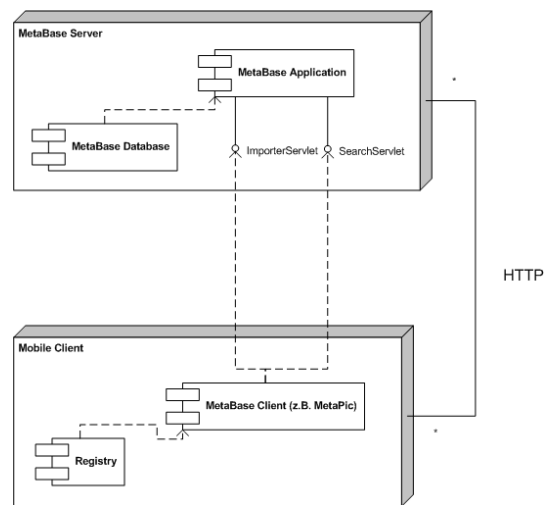 MetaBase Server
MetaBase Application
*
MetaBase Database
ImporterServlet
SearchServlet
HTTP
Mobile Client
MetaBase Client (z.B. MetaPic)
*
Registry